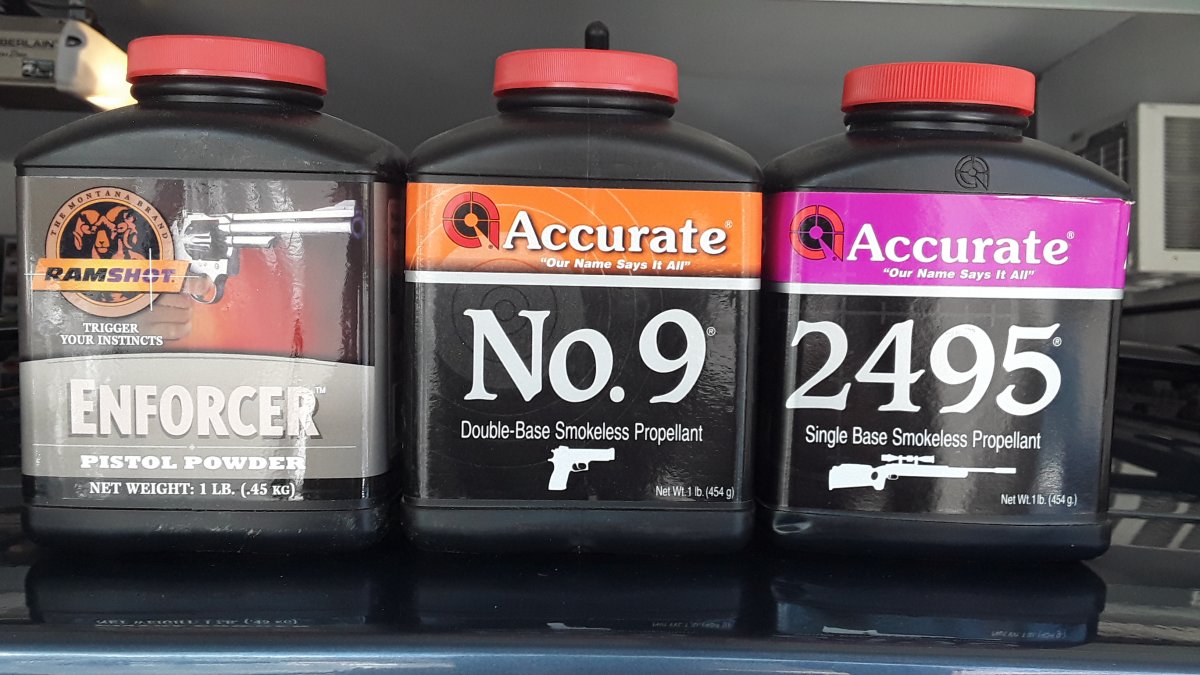 THE MONTANA BRAND
RAMSHOT.
TRIGGER
YOUR INSTINCTS
ENFORCER™
PISTOL POWDER
NET WEIGHT: 1 LB. (.45 KG)
Accurate®
"Our Name Says It All"
No. 9®
Double-Base Smokeless Propellant
Net Wt. 1 lb. (454 g)
Accurate®
"Our Name Says It All"
2495®
Single Base Smokeless Propellant
Net Wt. 1 lb. (454 g.)